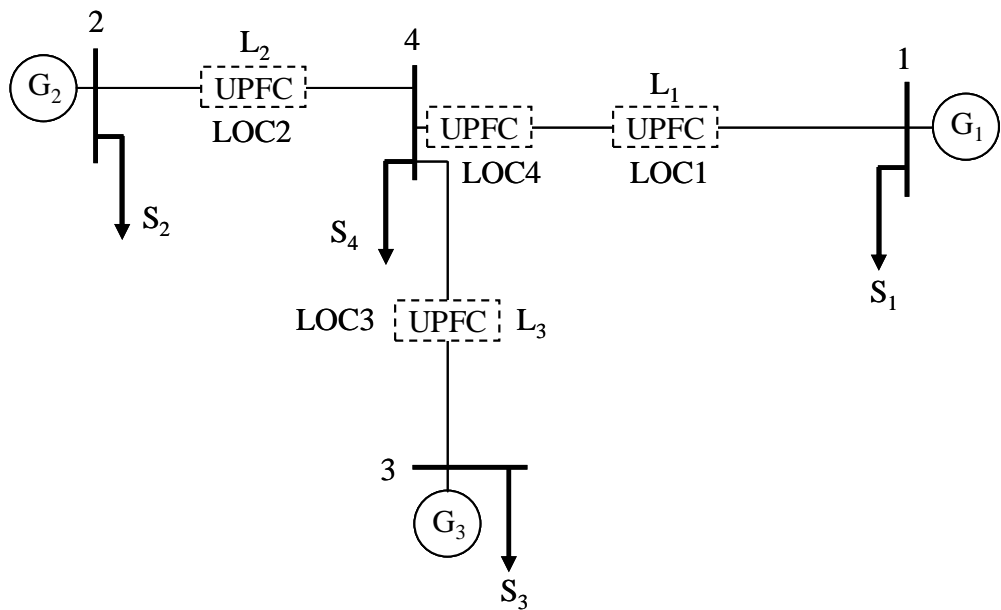 2
L₂
4
1
G₂
UPFC
L₁
LOC2
UPFC
UPFC
G₁
LOC4
LOC1
S₂
S₄
S₁
LOC3
UPFC
L₃
3
G₃
S₃